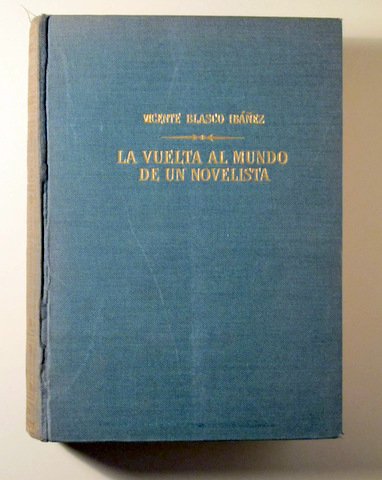 VICENTE BLASCO IBÁÑEZ
LA VUELTA AL MUNDO
DE UN NOVELISTA